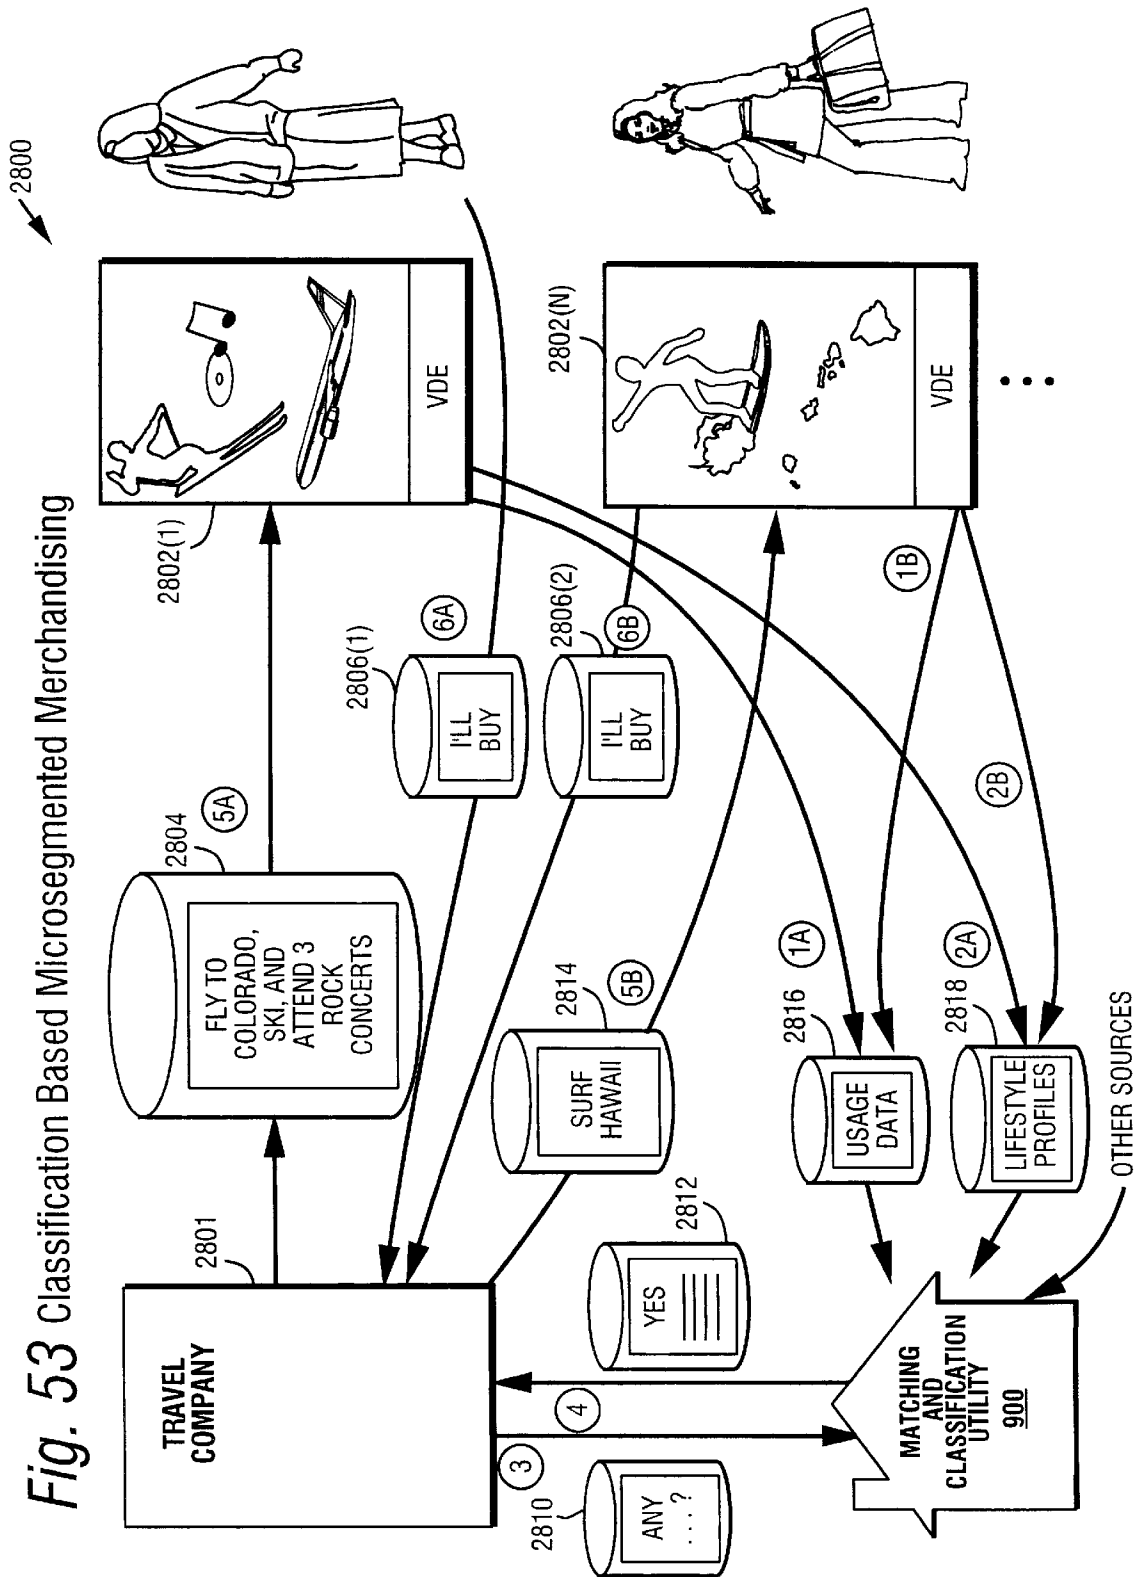 Fig. 53 Classification Based Microsegmented Merchandising
2800
TRAVEL
COMPANY
2801
FLY TO
COLORADO,
SKI, AND
ATTEND 3
ROCK
CONCERTS
2804
5A
2802(1)
VDE
I'LL
BUY
2806(1)
6A
I'LL
BUY
2806(2)
6B
2802(N)
VDE
. . .
SURF
HAWAII
2814
5B
3
4
ANY
. . . . ?
2810
YES
2812
USAGE
DATA
2816
1A
1B
LIFESTYLE
PROFILES
2818
2A
2B
MATCHING
AND
CLASSIFICATION
UTILITY
900
OTHER SOURCES